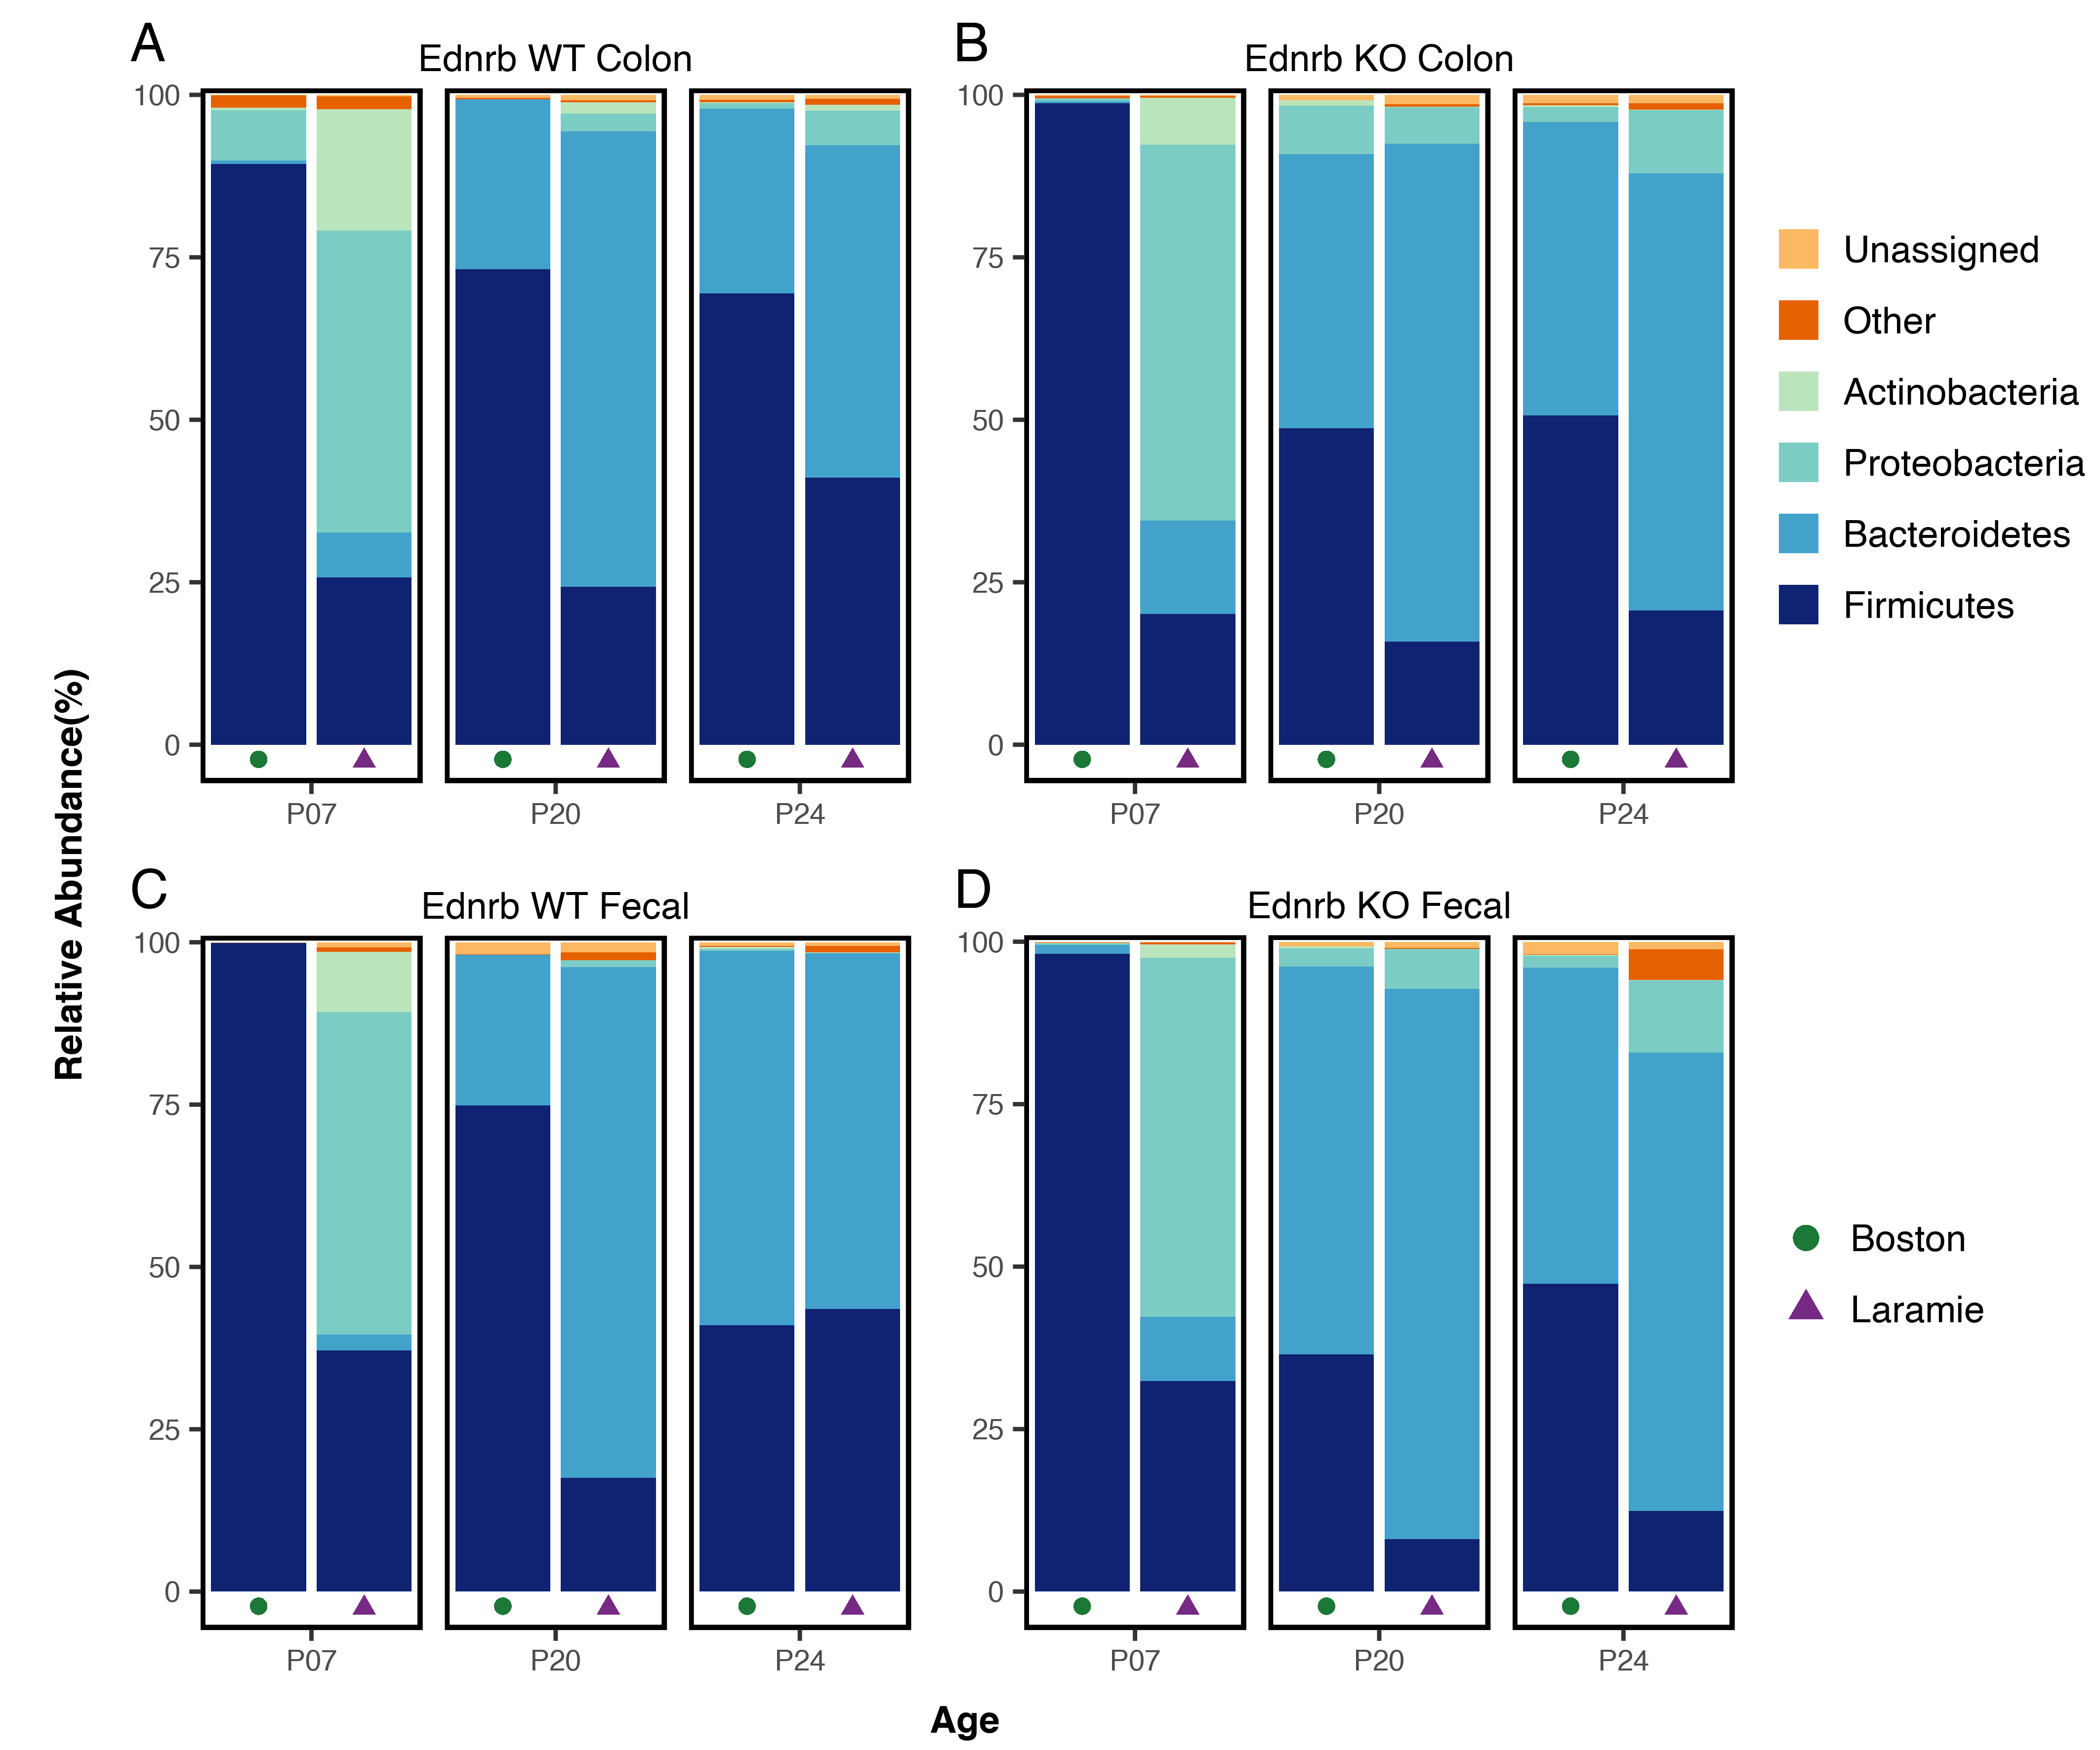 A
Ednrb WT Colon
100
75
50
25
0
P07
P20
P24
B
Ednrb KO Colon
100
75
50
25
0
P07
P20
P24
Unassigned
Other
Actinobacteria
Proteobacteria
Bacteroidetes
Firmicutes
Relative Abundance(%)
C
Ednrb WT Fecal
100
75
50
25
0
P07
P20
P24
D
Ednrb KO Fecal
100
75
50
25
0
P07
P20
P24
Boston
Laramie
Age